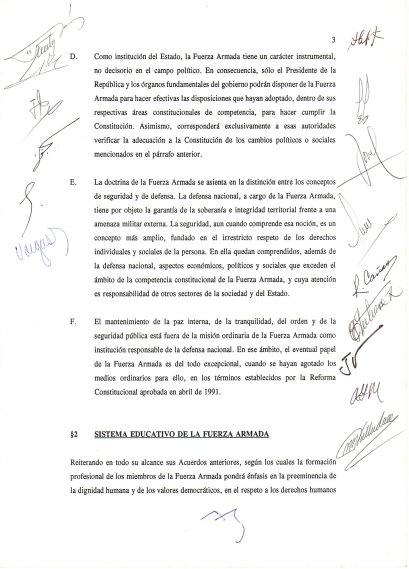 3
D. Como institución del Estado, la Fuerza Armada tiene un carácter instrumental,
no decisorio en el campo político. En consecuencia, sólo el Presidente de la
República y los órganos fundamentales del gobierno podrán disponer de la Fuerza
Armada para hacer efectivas las disposiciones que hayan adoptado, dentro de sus
respectivas áreas constitucionales de competencia, para hacer cumplir la
Constitución. Asimismo, corresponderá exclusivamente a esas autoridades
verificar la adecuación a la Constitución de los cambios políticos o sociales
mencionados en el párrafo anterior.
E. La doctrina de la Fuerza Armada se asienta en la distinción entre los conceptos
de seguridad y de defensa. La defensa nacional, a cargo de la Fuerza Armada,
tiene por objeto la garantía de la soberanía e integridad territorial frente a una
amenaza militar externa. La seguridad, aun cuando comprende esa noción, es un
concepto más amplio, fundado en el irrestricto respeto de los derechos
individuales y sociales de la persona. En ella quedan comprendidos, además de
la defensa nacional, aspectos económicos, políticos y sociales que exceden el
ámbito de la competencia constitucional de la Fuerza Armada, y cuya atención
es responsabilidad de otros sectores de la sociedad y del Estado.
Vargas
F. El mantenimiento de la paz interna, de la tranquilidad, del orden y de la
seguridad pública está fuera de la misión ordinaria de la Fuerza Armada como
institución responsable de la defensa nacional. En ese ámbito, el eventual papel
de la Fuerza Armada es del todo excepcional, cuando se hayan agotado los
medios ordinarios para ello, en los términos establecidos por la Reforma
Constitucional aprobada en abril de 1991.
§2 SISTEMA EDUCATIVO DE LA FUERZA ARMADA
Reiterando en todo su alcance sus Acuerdos anteriores, según los cuales la formación
profesional de los miembros de la Fuerza Armada pondrá énfasis en la preeminencia de
la dignidad humana y de los valores democráticos, en el respeto a los derechos humanos